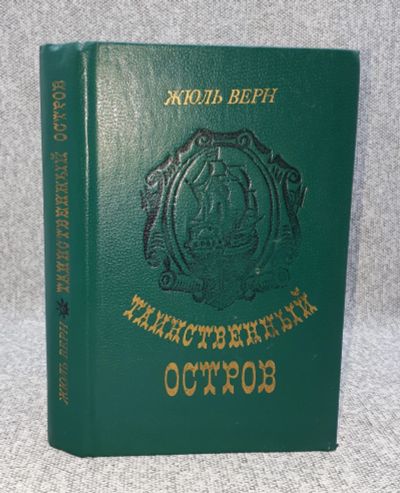 ЖЮЛЬ ВЕРН
ТАИНСТВЕННЫЙ
ОСТРОВ
ЖЮЛЬ ВЕРН ТАИНСТВЕННЫЙ ОСТРОВ